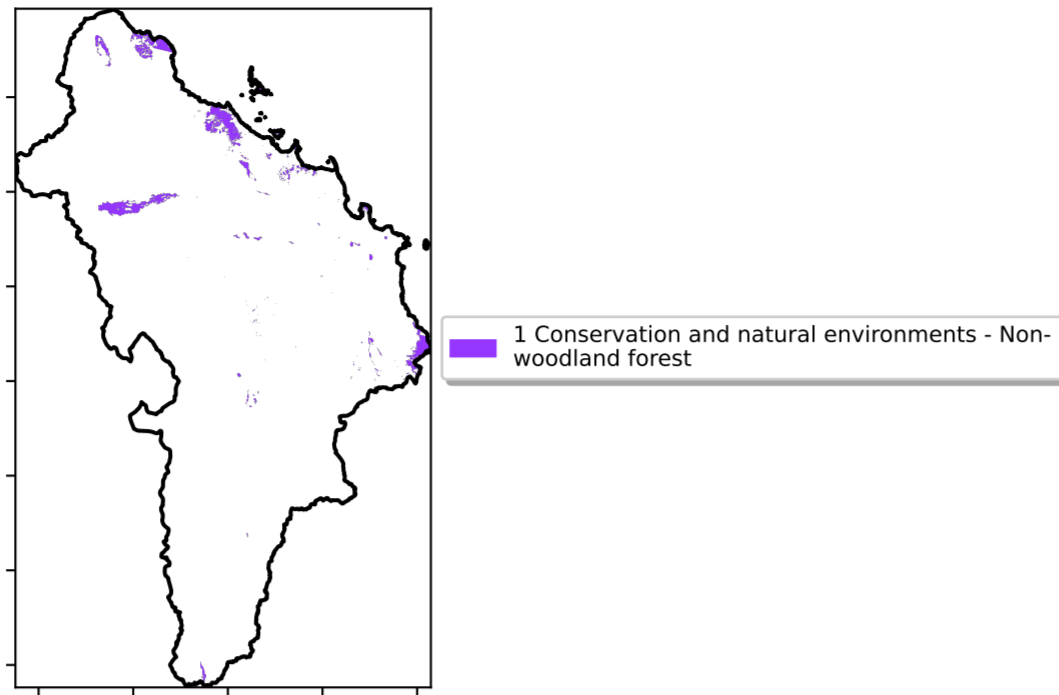 1 Conservation and natural environments - Non-
woodland forest